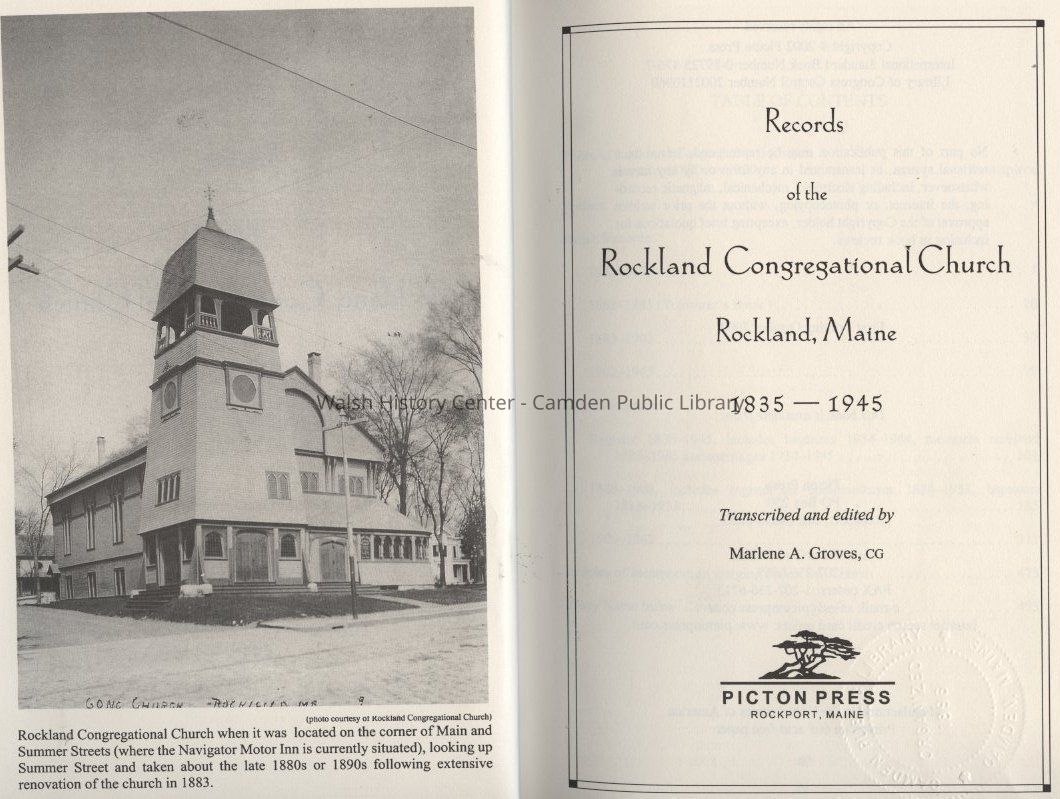 CONG CHURCH - ROCKLAND ME 9
(photo courtesy of Rockland Congregational Church)
Rockland Congregational Church when it was located on the corner of Main and
Summer Streets (where the Navigator Motor Inn is currently situated), looking up
Summer Street and taken about the late 1880s or 1890s following extensive
renovation of the church in 1883.
Walsh History Center - Camden Public Library
Records
of the
Rockland Congregational Church
Rockland, Maine
1835 — 1945
Transcribed and edited by
Marlene A. Groves, CG
PICTON PRESS
ROCKPORT, MAINE